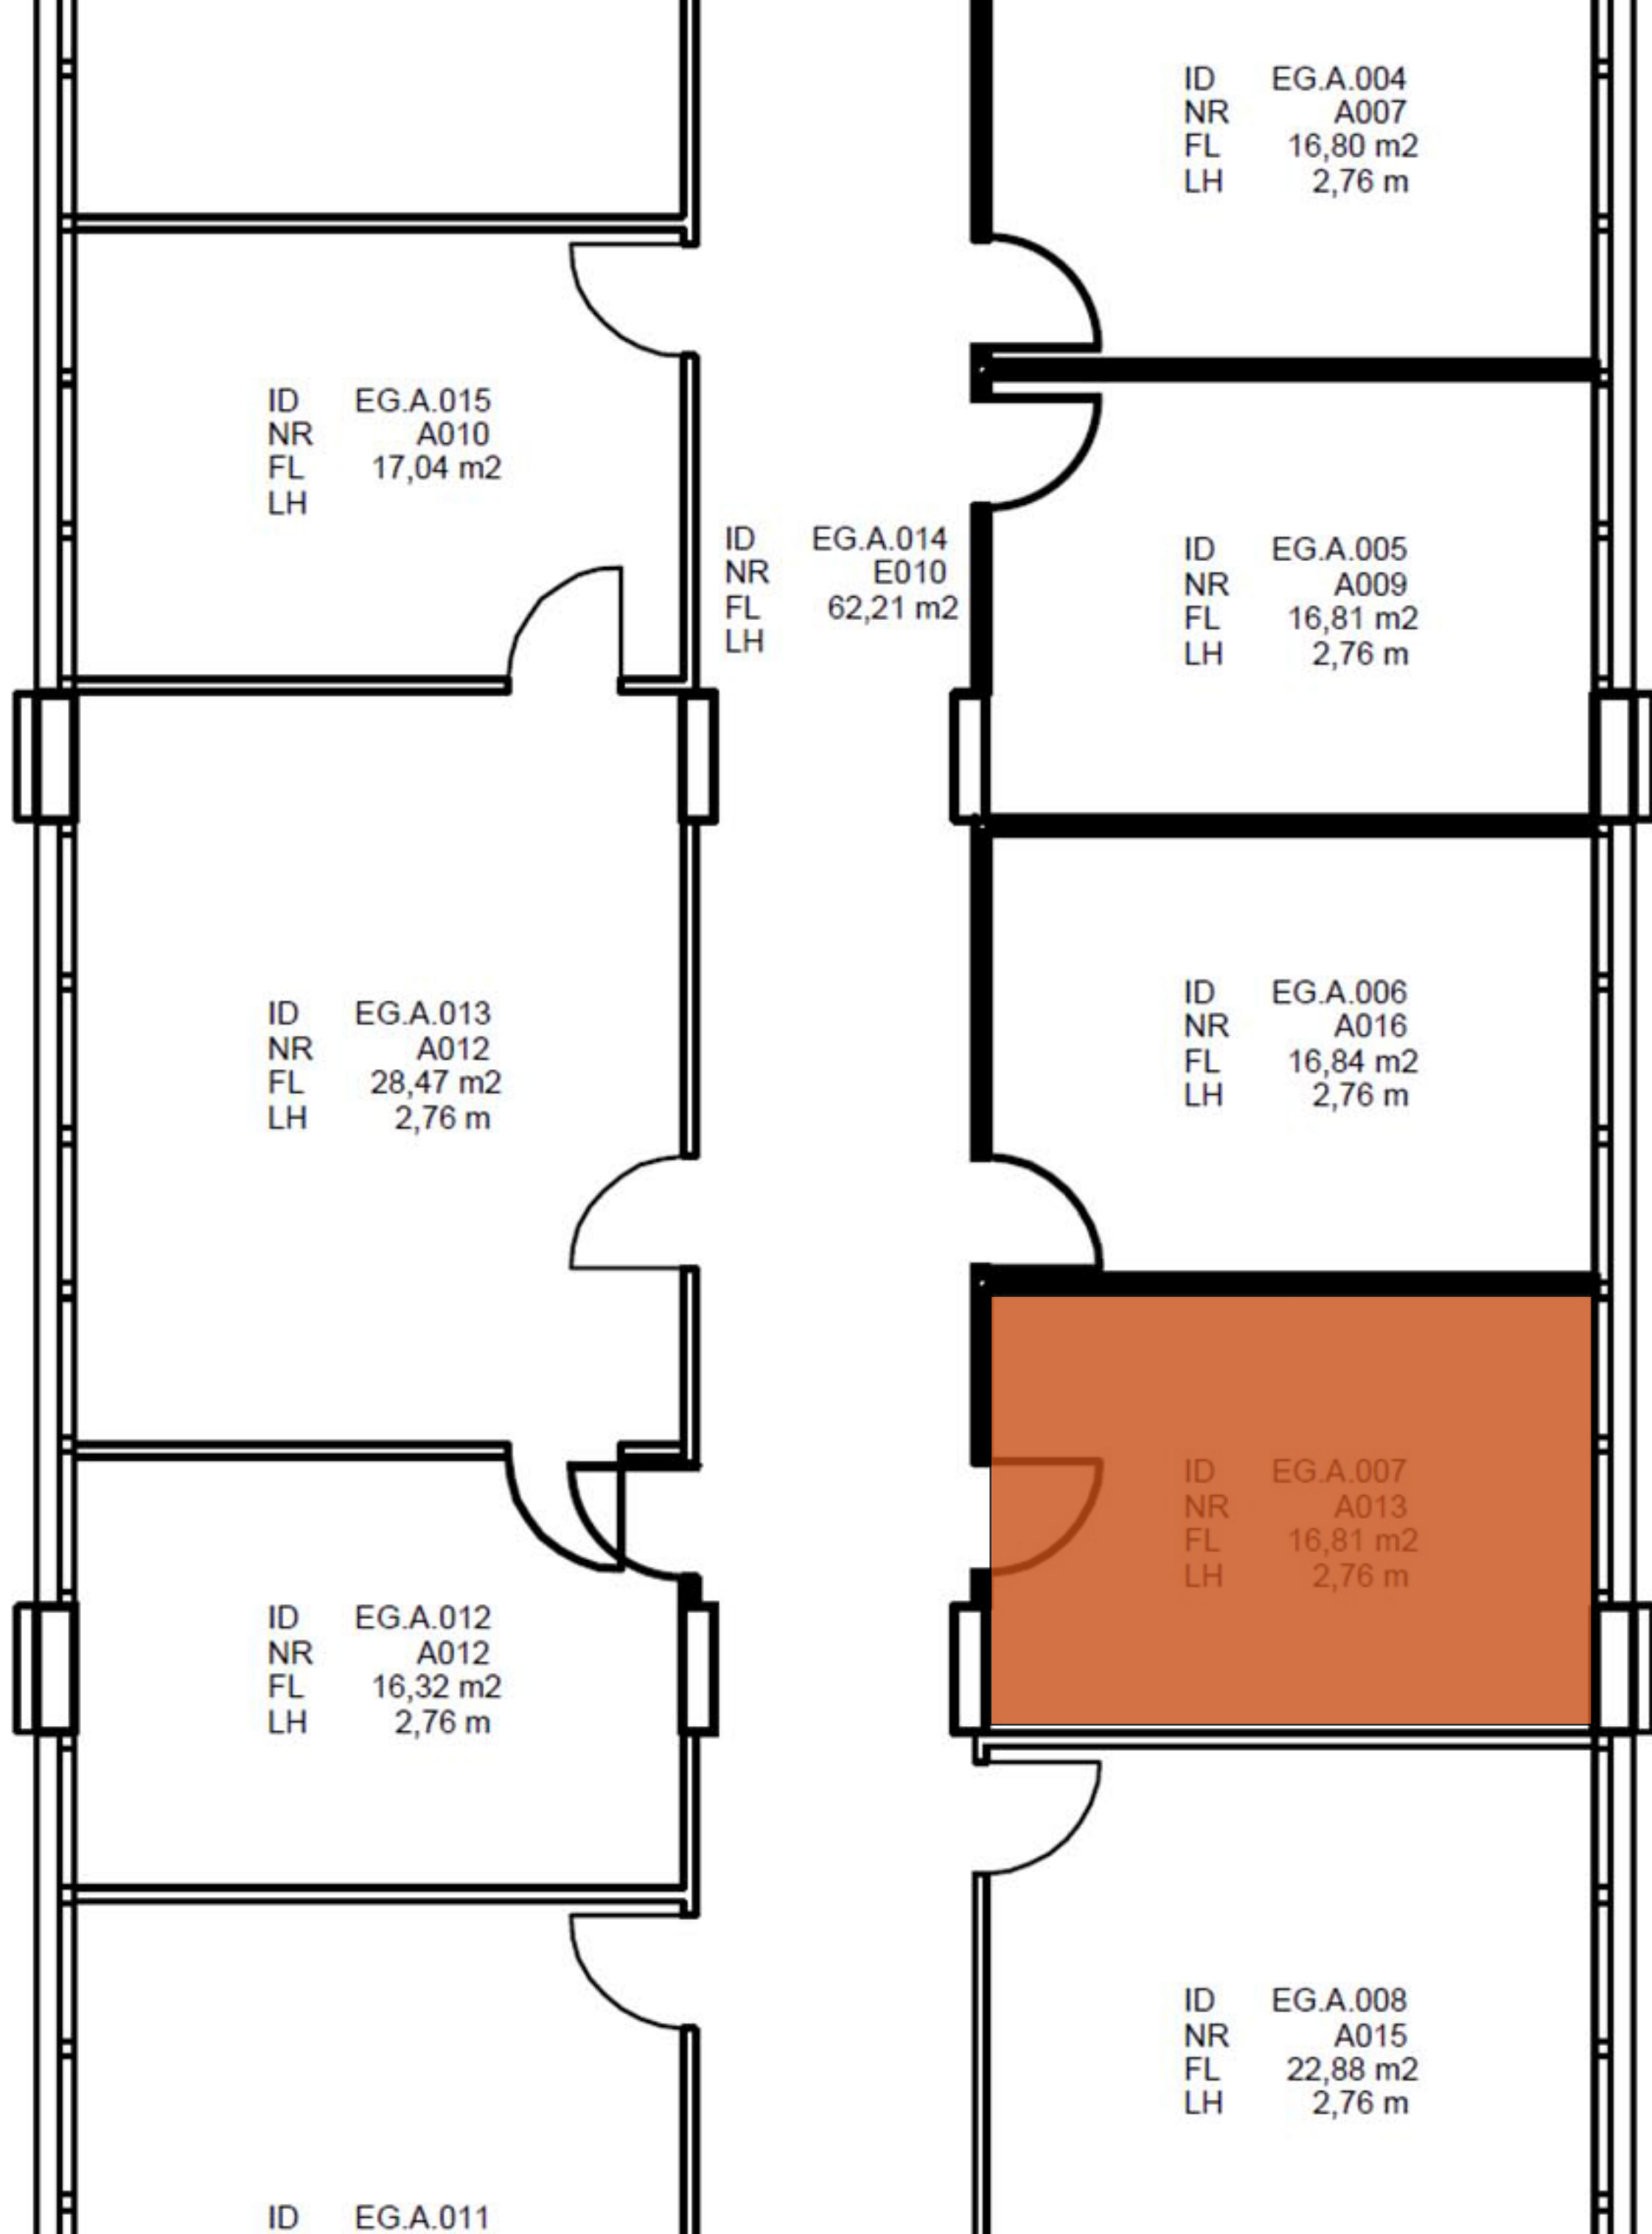 ID EG.A.004
NR A007
FL 16,80 m2
LH 2,76 m
ID EG.A.015
NR A010
FL 17,04 m2
LH
ID EG.A.014
NR E010
FL 62,21 m2
LH
ID EG.A.005
NR A009
FL 16,81 m2
LH 2,76 m
ID EG.A.013
NR A012
FL 28,47 m2
LH 2,76 m
ID EG.A.006
NR A016
FL 16,84 m2
LH 2,76 m
ID EG.A.007
NR A013
FL 16,81 m2
LH 2,76 m
ID EG.A.012
NR A012
FL 16,32 m2
LH 2,76 m
ID EG.A.008
NR A015
FL 22,88 m2
LH 2,76 m
ID EG.A.011